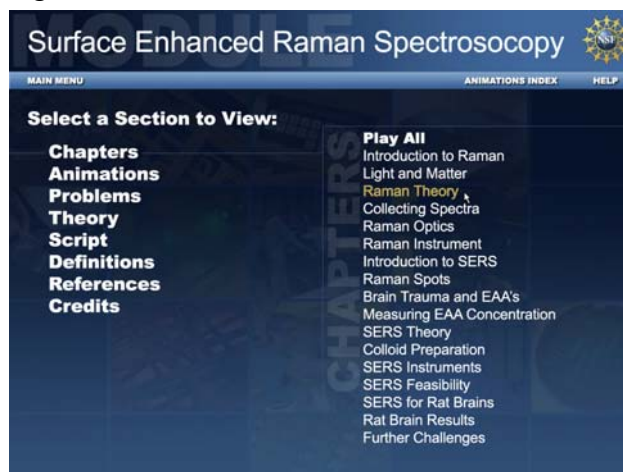 MODULE
Surface Enhanced Raman Spectrosocopy
NSF
MAIN MENU
ANIMATIONS INDEX
HELP
Select a Section to View:
Chapters
Animations
Problems
Theory
Script
Definitions
References
Credits
CHAPTERS
Play All
Introduction to Raman
Light and Matter
Raman Theory
Collecting Spectra
Raman Optics
Raman Instrument
Introduction to SERS
Raman Spots
Brain Trauma and EAA's
Measuring EAA Concentration
SERS Theory
Colloid Preparation
SERS Instruments
SERS Feasibility
SERS for Rat Brains
Rat Brain Results
Further Challenges